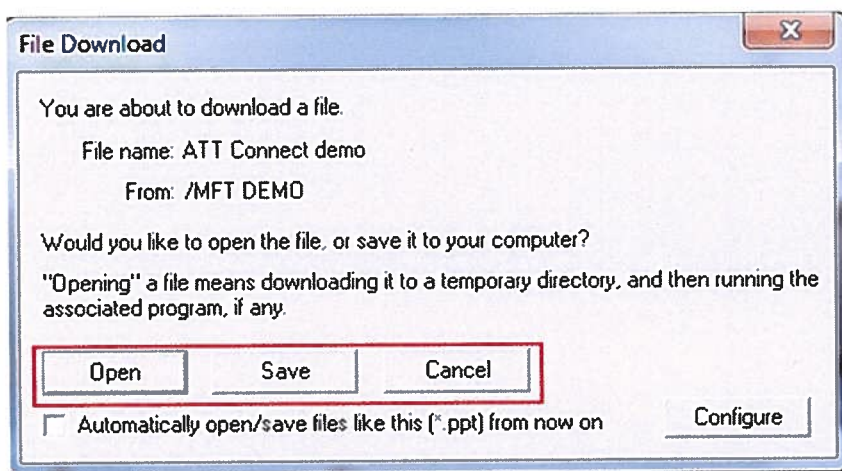 File Download
You are about to download a file.
File name: ATT Connect demo
From: /MFT DEMO
Would you like to open the file, or save it to your computer?
"Opening" a file means downloading it to a temporary directory, and then running the
associated program, if any.
Open Save Cancel
Automatically open/save files like this (*.ppt) from now on Configure